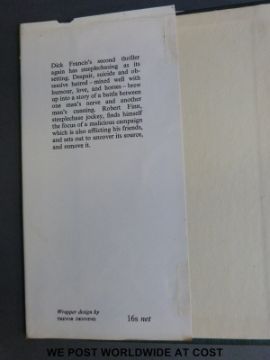 Dick Francis's second thriller
again has steeplechasing as its
setting. Despair, suicide and ob-
sessive hatred – mixed well with
humour, love, and horses – brew
up into a story of a battle between
one man's nerve and another
man's cunning. Robert Finn,
steeplechase jockey, finds himself
the focus of a malicious campaign
which is also afflicting his friends,
and sets out to uncover its source,
and remove it.
Wrapper design by
TREVOR DENNING
16s net
WE POST WORLDWIDE AT COST